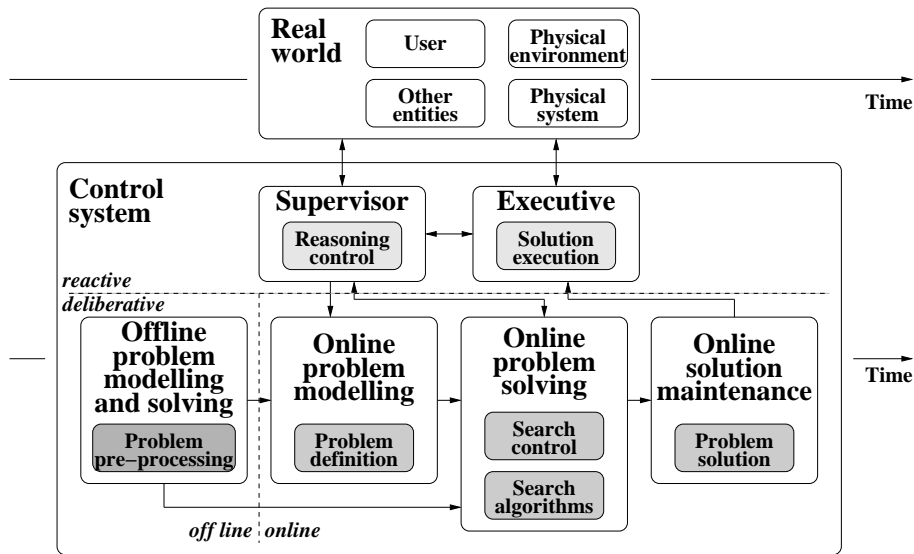 Real
world
User
Physical
environment
Other
entities
Physical
system
Time
Control
system
Supervisor
Reasoning
control
Executive
Solution
execution
reactive
deliberative
Offline
problem
modelling
and solving
Problem
pre−processing
Online
problem
modelling
Problem
definition
Online
problem
solving
Search
control
Search
algorithms
Online
solution
maintenance
Problem
solution
Time
off line
online